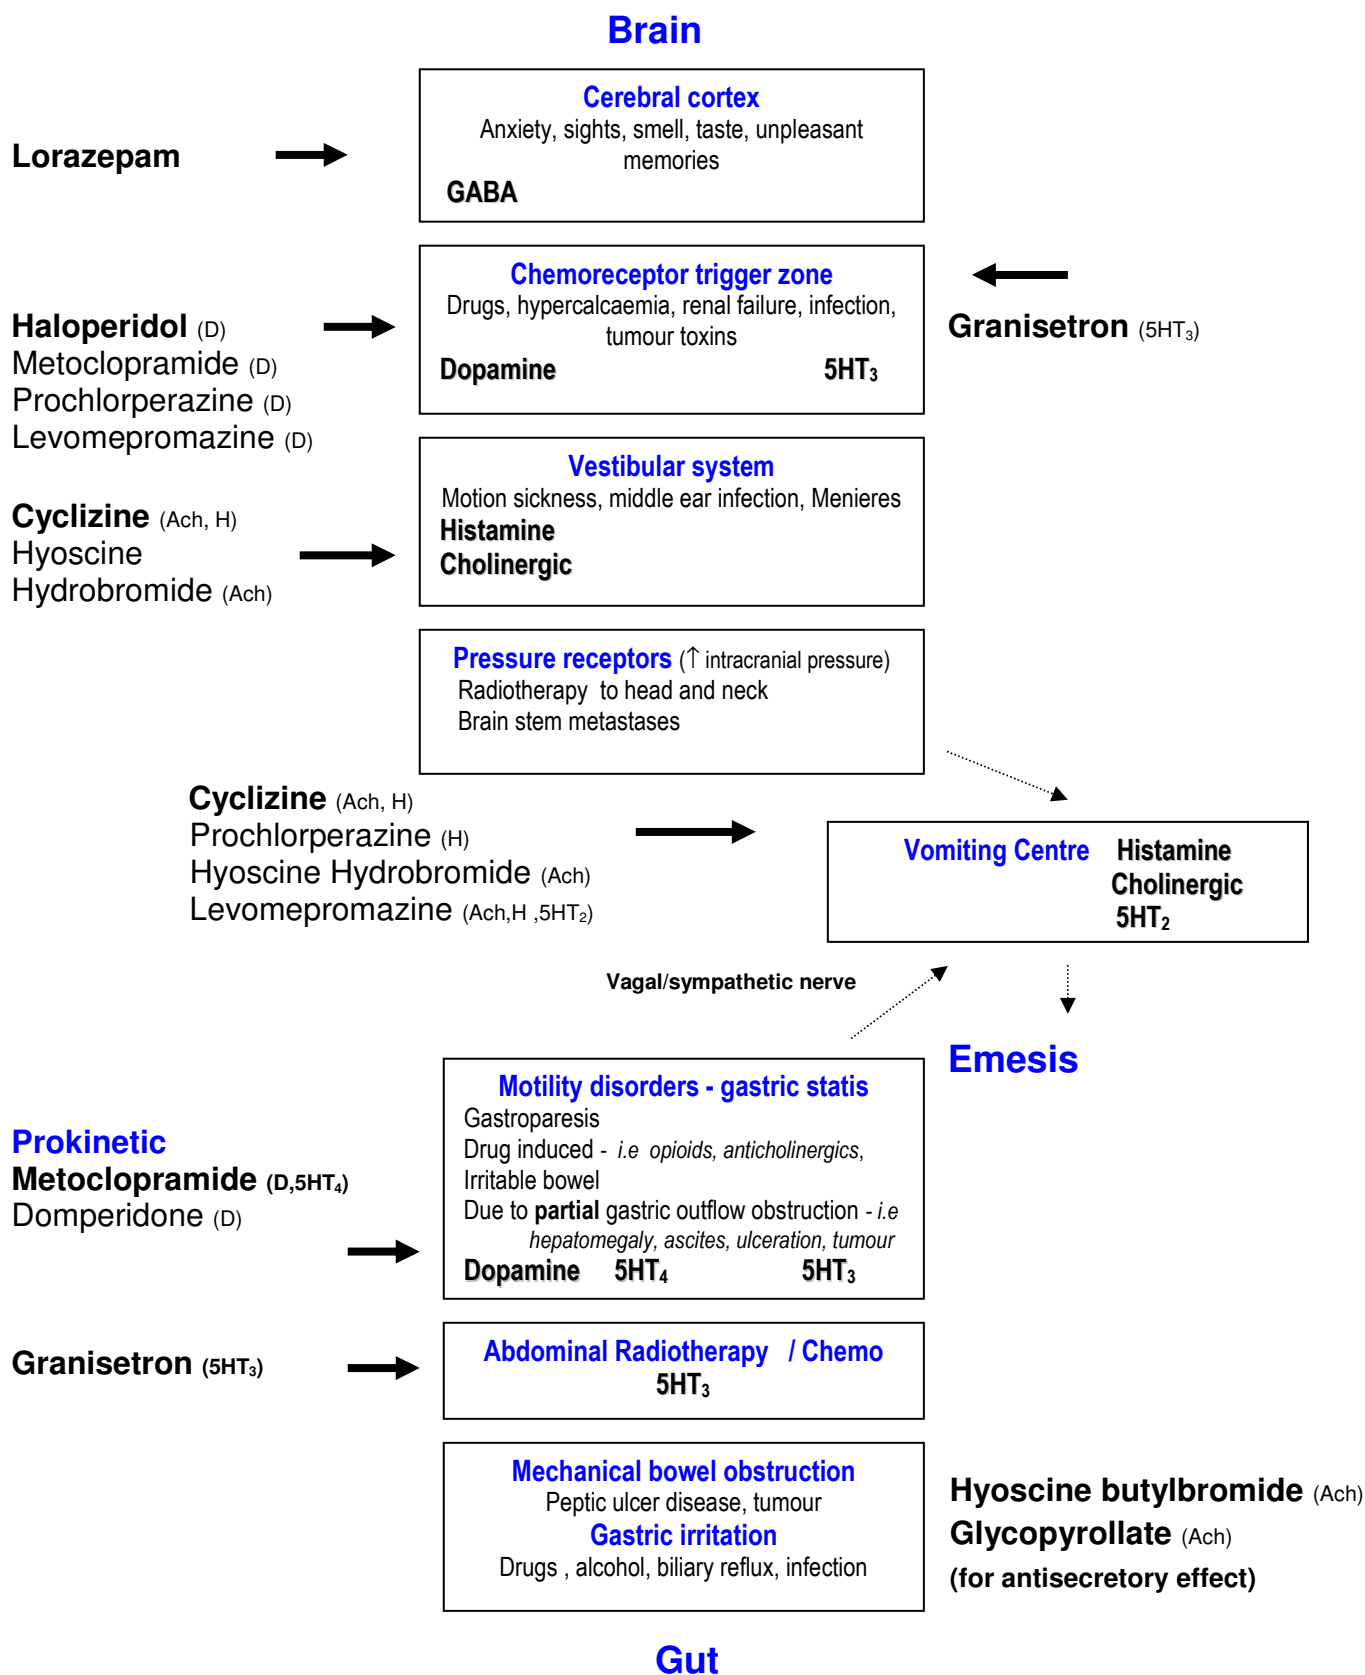 Brain
Cerebral cortex
Anxiety, sights, smell, taste, unpleasant
memories
GABA
Lorazepam
Chemoreceptor trigger zone
Drugs, hypercalcaemia, renal failure, infection,
tumour toxins
Dopamine 5HT₃
Haloperidol (D)
Metoclopramide (D)
Prochlorperazine (D)
Levomepromazine (D)
Granisetron (5HT₃)
Vestibular system
Motion sickness, middle ear infection, Menieres
Histamine
Cholinergic
Cyclizine (Ach, H)
Hyoscine
Hydrobromide (Ach)
Pressure receptors (↑ intracranial pressure)
Radiotherapy to head and neck
Brain stem metastases
Cyclizine (Ach, H)
Prochlorperazine (H)
Hyoscine Hydrobromide (Ach)
Levomepromazine (Ach,H ,5HT₂)
Vomiting Centre Histamine
Cholinergic
5HT₂
Vagal/sympathetic nerve
Emesis
Motility disorders - gastric statis
Gastroparesis
Drug induced - i.e opioids, anticholinergics,
Irritable bowel
Due to partial gastric outflow obstruction - i.e
hepatomegaly, ascites, ulceration, tumour
Dopamine 5HT₄ 5HT₃
Prokinetic
Metoclopramide (D,5HT₄)
Domperidone (D)
Granisetron (5HT₃)
Abdominal Radiotherapy / Chemo
5HT₃
Mechanical bowel obstruction
Peptic ulcer disease, tumour
Gastric irritation
Drugs , alcohol, biliary reflux, infection
Hyoscine butylbromide (Ach)
Glycopyrollate (Ach)
(for antisecretory effect)
Gut